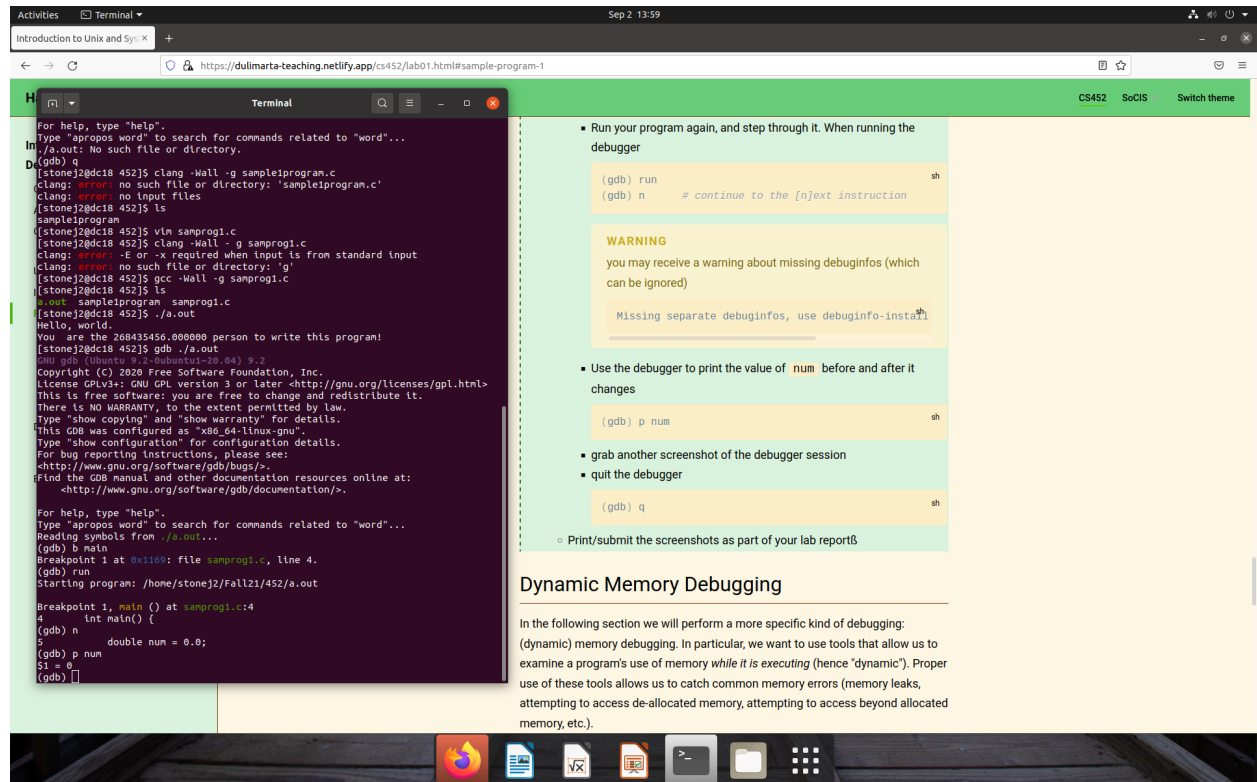 Activities
Terminal
Sep 2 13:59
Introduction to Unix and Sys
https://dulimarta-teaching.netlify.app/cs452/lab01.html#sample-program-1
CS452 SoCIS Switch theme
Terminal
For help, type "help".
Type "apropos word" to search for commands related to "word"...
./a.out: No such file or directory.
(gdb) q
[stonej2@dc18 452]$ clang -Wall -g sample1program.c
clang: error: no such file or directory: 'sample1program.c'
clang: error: no input files
[stonej2@dc18 452]$ ls
sample1program
[stonej2@dc18 452]$ vim samprog1.c
[stonej2@dc18 452]$ clang -Wall - g samprog1.c
clang: error: -E or -x required when input is from standard input
clang: error: no such file or directory: 'g'
[stonej2@dc18 452]$ gcc -Wall -g samprog1.c
[stonej2@dc18 452]$ ls
a.out sample1program samprog1.c
[stonej2@dc18 452]$ ./a.out
Hello, world.
You are the 268435456.000000 person to write this program!
[stonej2@dc18 452]$ gdb ./a.out
GNU gdb (Ubuntu 9.2-0ubuntu1~20.04) 9.2
Copyright (C) 2020 Free Software Foundation, Inc.
License GPLv3+: GNU GPL version 3 or later <http://gnu.org/licenses/gpl.html>
This is free software: you are free to change and redistribute it.
There is NO WARRANTY, to the extent permitted by law.
Type "show copying" and "show warranty" for details.
This GDB was configured as "x86_64-linux-gnu".
Type "show configuration" for configuration details.
For bug reporting instructions, please see:
<http://www.gnu.org/software/gdb/bugs/>.
Find the GDB manual and other documentation resources online at:
<http://www.gnu.org/software/gdb/documentation/>.
For help, type "help".
Type "apropos word" to search for commands related to "word"...
Reading symbols from ./a.out...
(gdb) b main
Breakpoint 1 at 0x1169: file samprog1.c, line 4.
(gdb) run
Starting program: /home/stonej2/Fall21/452/a.out
Breakpoint 1, main () at samprog1.c:4
4 int main() {
(gdb) n
5 double num = 0.0;
(gdb) p num
$1 = 0
(gdb)
Run your program again, and step through it. When running the
debugger
sh
(gdb) run
(gdb) n # continue to the [n]ext instruction
WARNING
you may receive a warning about missing debuginfos (which
can be ignored)
sh
Missing separate debuginfos, use debuginfo-install
Use the debugger to print the value of num before and after it
changes
(gdb) p num
sh
grab another screenshot of the debugger session
quit the debugger
(gdb) q
sh
Print/submit the screenshots as part of your lab reportß
Dynamic Memory Debugging
In the following section we will perform a more specific kind of debugging:
(dynamic) memory debugging. In particular, we want to use tools that allow us to
examine a program's use of memory while it is executing (hence "dynamic"). Proper
use of these tools allows us to catch common memory errors (memory leaks,
attempting to access de-allocated memory, attempting to access beyond allocated
memory, etc.).